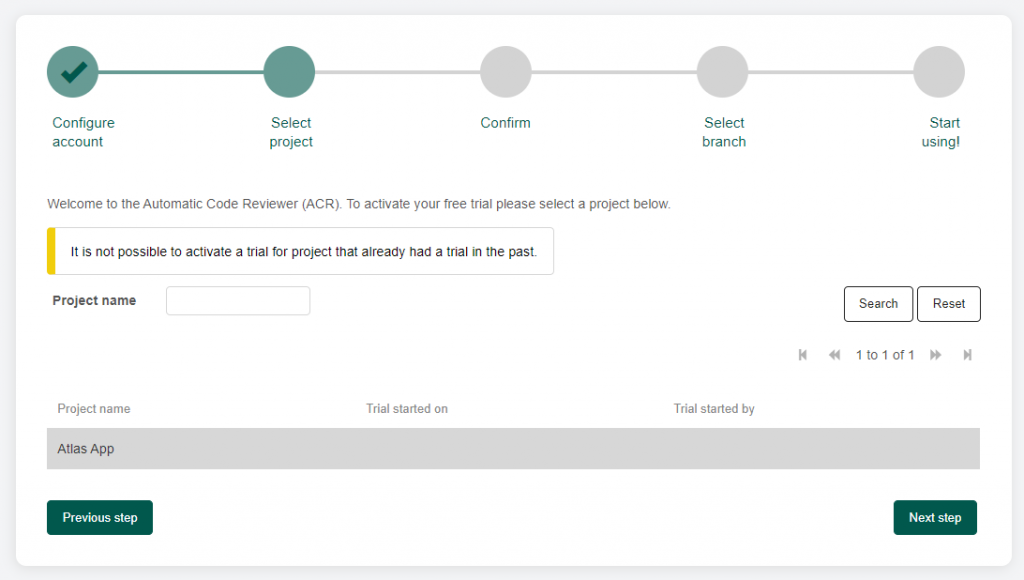 Configure
account
Select
project
Confirm
Select
branch
Start
using!
Welcome to the Automatic Code Reviewer (ACR). To activate your free trial please select a project below.
It is not possible to activate a trial for project that already had a trial in the past.
Project name
Search
Reset
1 to 1 of 1
Project name Trial started on Trial started by
Atlas App
Previous step
Next step